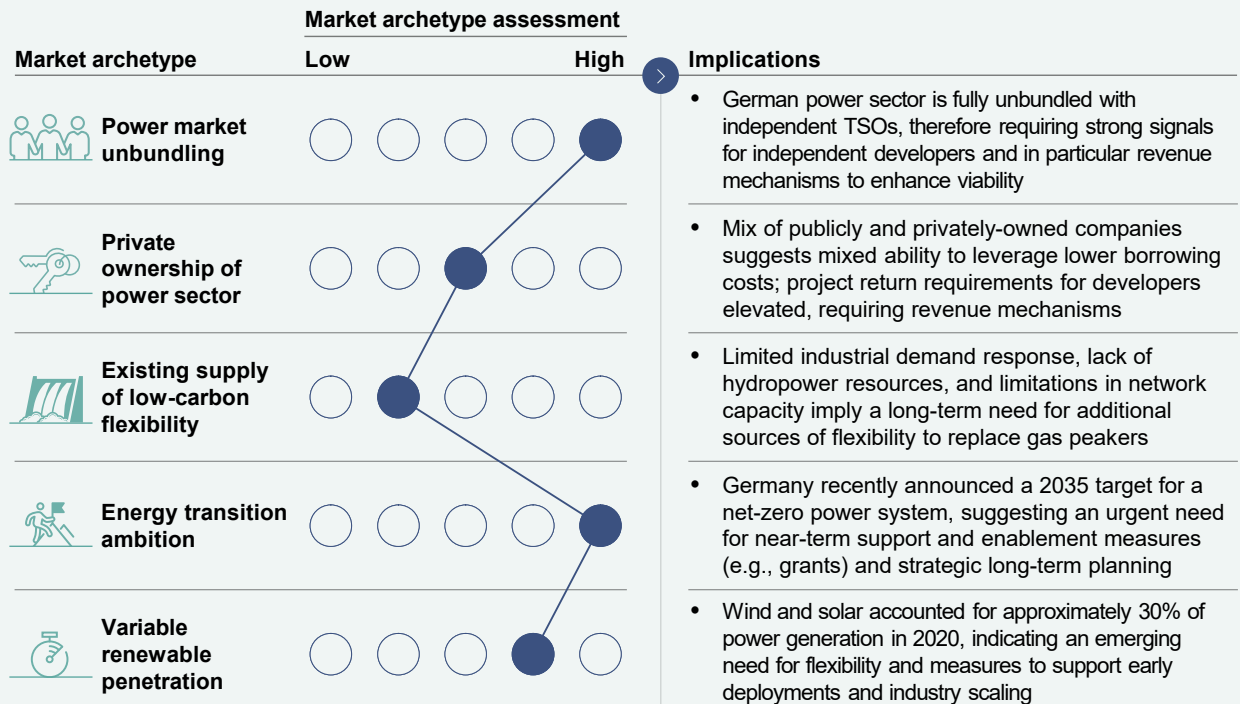 Market archetype assessment
Market archetype
Low
High
Implications
Power market
unbundling
• German power sector is fully unbundled with
independent TSOs, therefore requiring strong signals
for independent developers and in particular revenue
mechanisms to enhance viability
Private
ownership of
power sector
• Mix of publicly and privately-owned companies
suggests mixed ability to leverage lower borrowing
costs; project return requirements for developers
elevated, requiring revenue mechanisms
Existing supply
of low-carbon
flexibility
• Limited industrial demand response, lack of
hydropower resources, and limitations in network
capacity imply a long-term need for additional
sources of flexibility to replace gas peakers
Energy transition
ambition
• Germany recently announced a 2035 target for a
net-zero power system, suggesting an urgent need
for near-term support and enablement measures
(e.g., grants) and strategic long-term planning
Variable
renewable
penetration
• Wind and solar accounted for approximately 30% of
power generation in 2020, indicating an emerging
need for flexibility and measures to support early
deployments and industry scaling